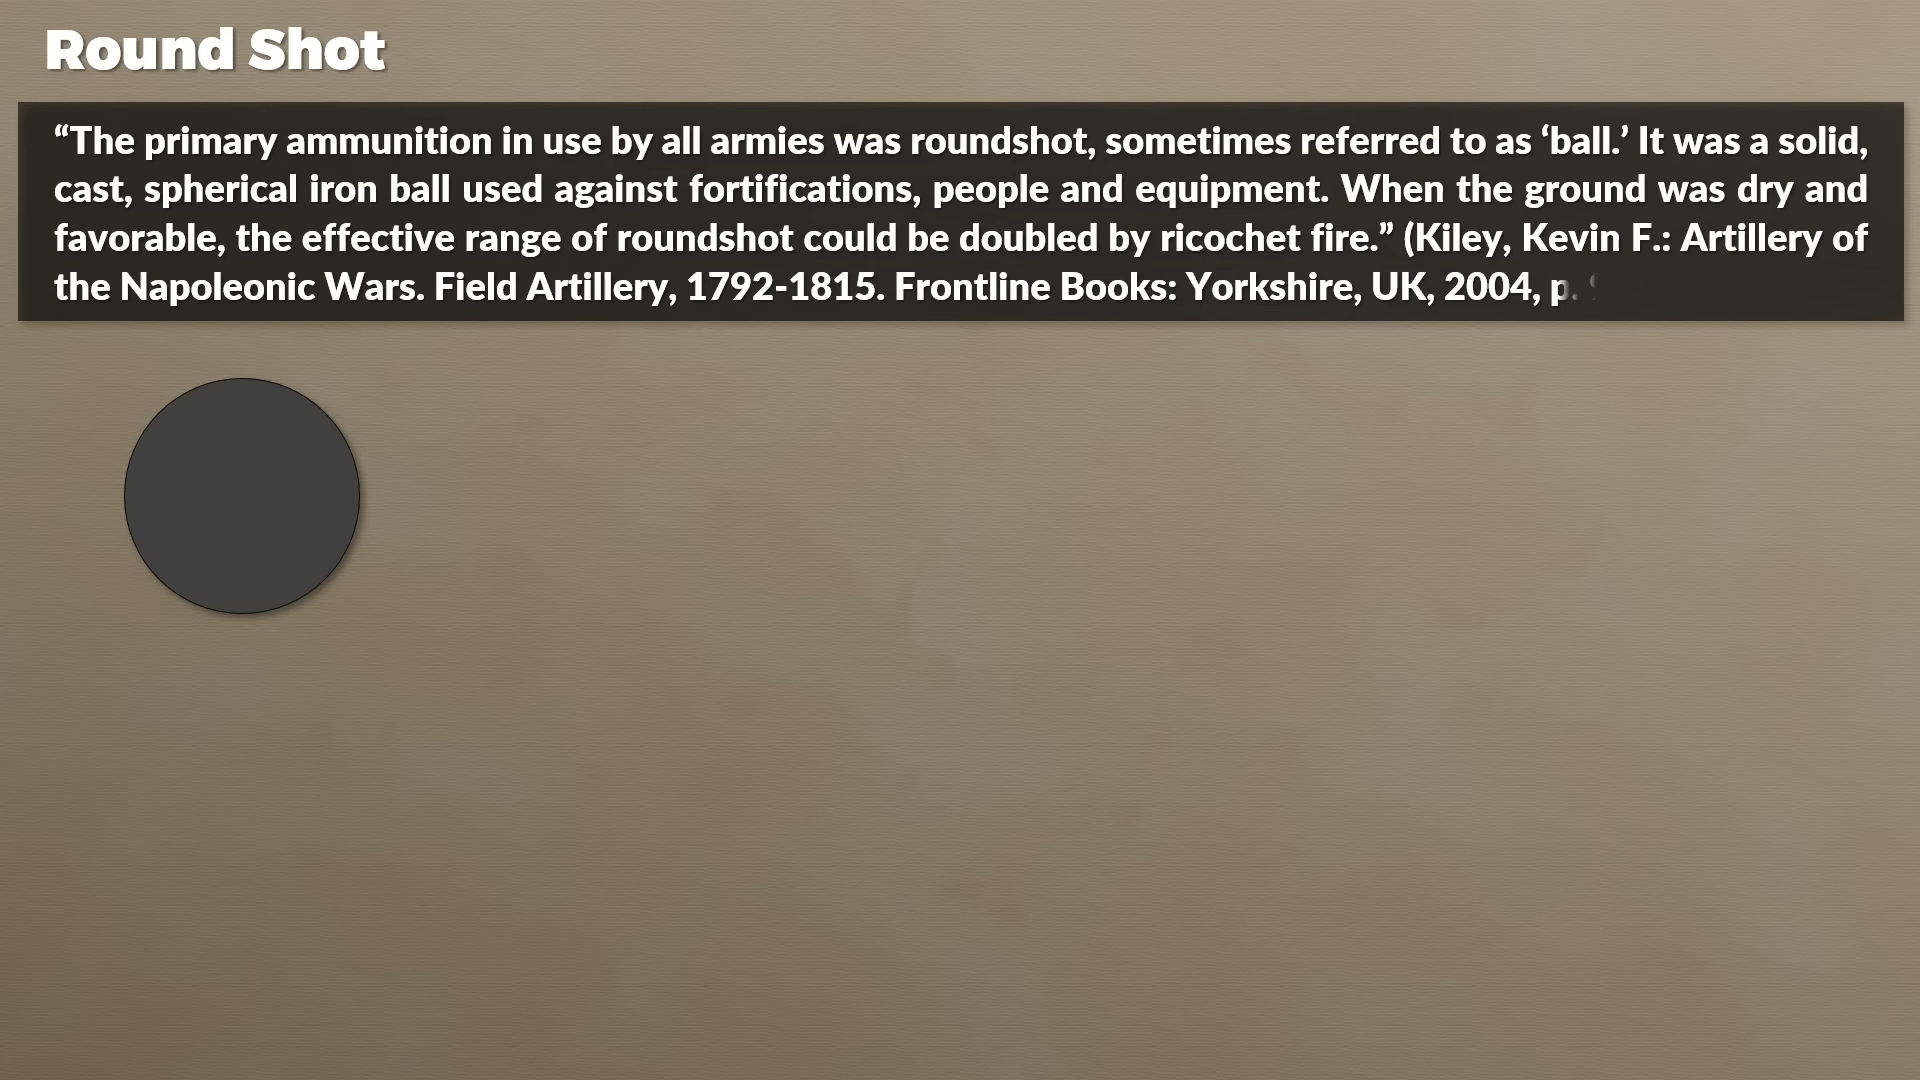 Round Shot
“The primary ammunition in use by all armies was roundshot, sometimes referred to as ‘ball.’ It was a solid,
cast, spherical iron ball used against fortifications, people and equipment. When the ground was dry and
favorable, the effective range of roundshot could be doubled by ricochet fire.” (Kiley, Kevin F.: Artillery of
the Napoleonic Wars. Field Artillery, 1792-1815. Frontline Books: Yorkshire, UK, 2004, p.